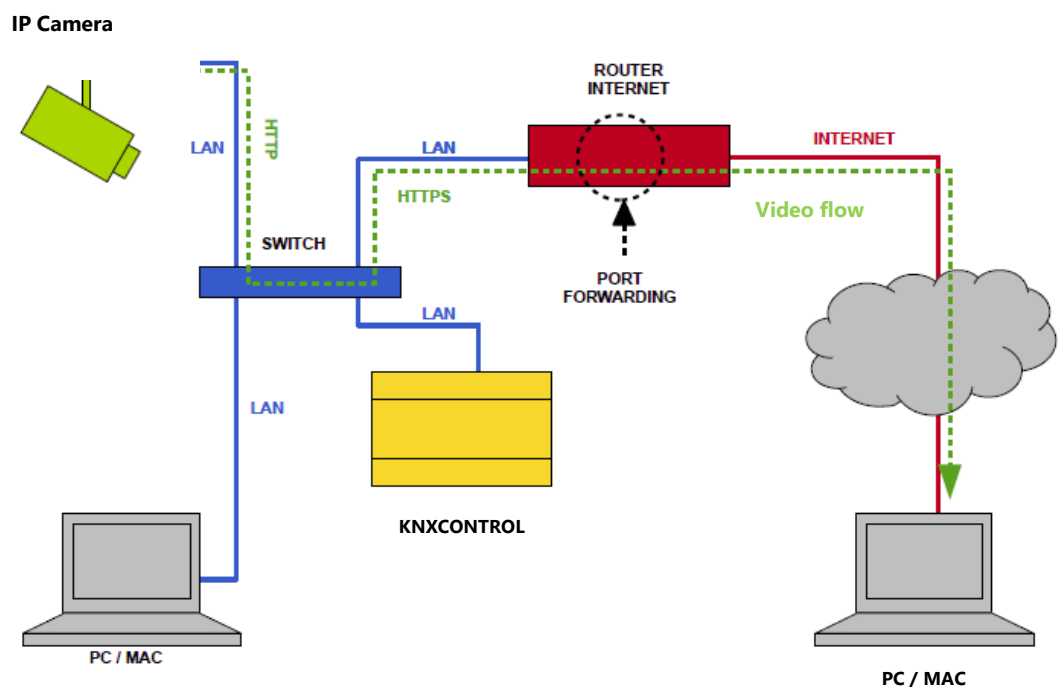 IP Camera
ROUTER
INTERNET
LAN
HTTP
LAN
INTERNET
HTTPS
Video flow
SWITCH
PORT
FORWARDING
LAN
LAN
KNXCONTROL
PC / MAC
PC / MAC